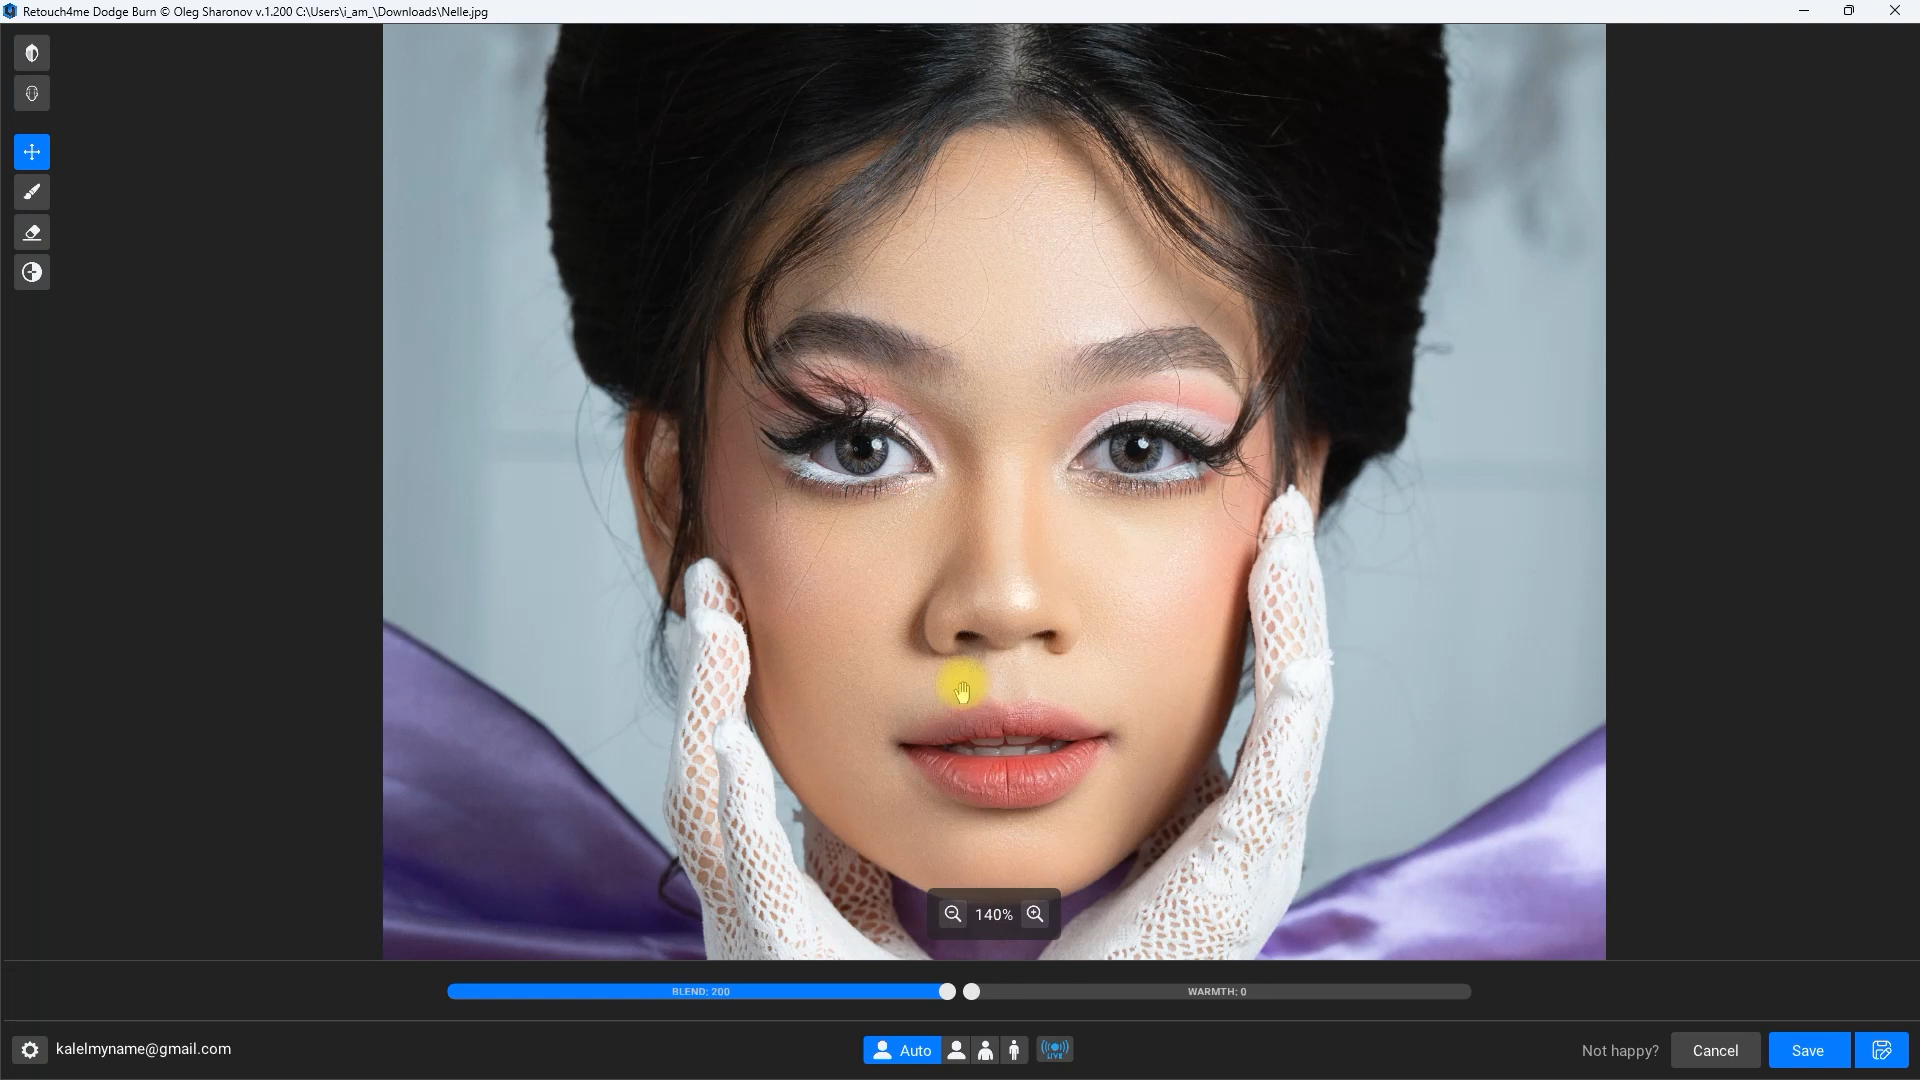 Retouch4me Dodge Burn © Oleg Sharonov v.1.200 C:\Users\i_am_\Downloads\Nelle.jpg
140%
BLEND: 200
WARMTH: 0
kalelmyname@gmail.com
Auto
LIVE
Not happy?
Cancel
Save